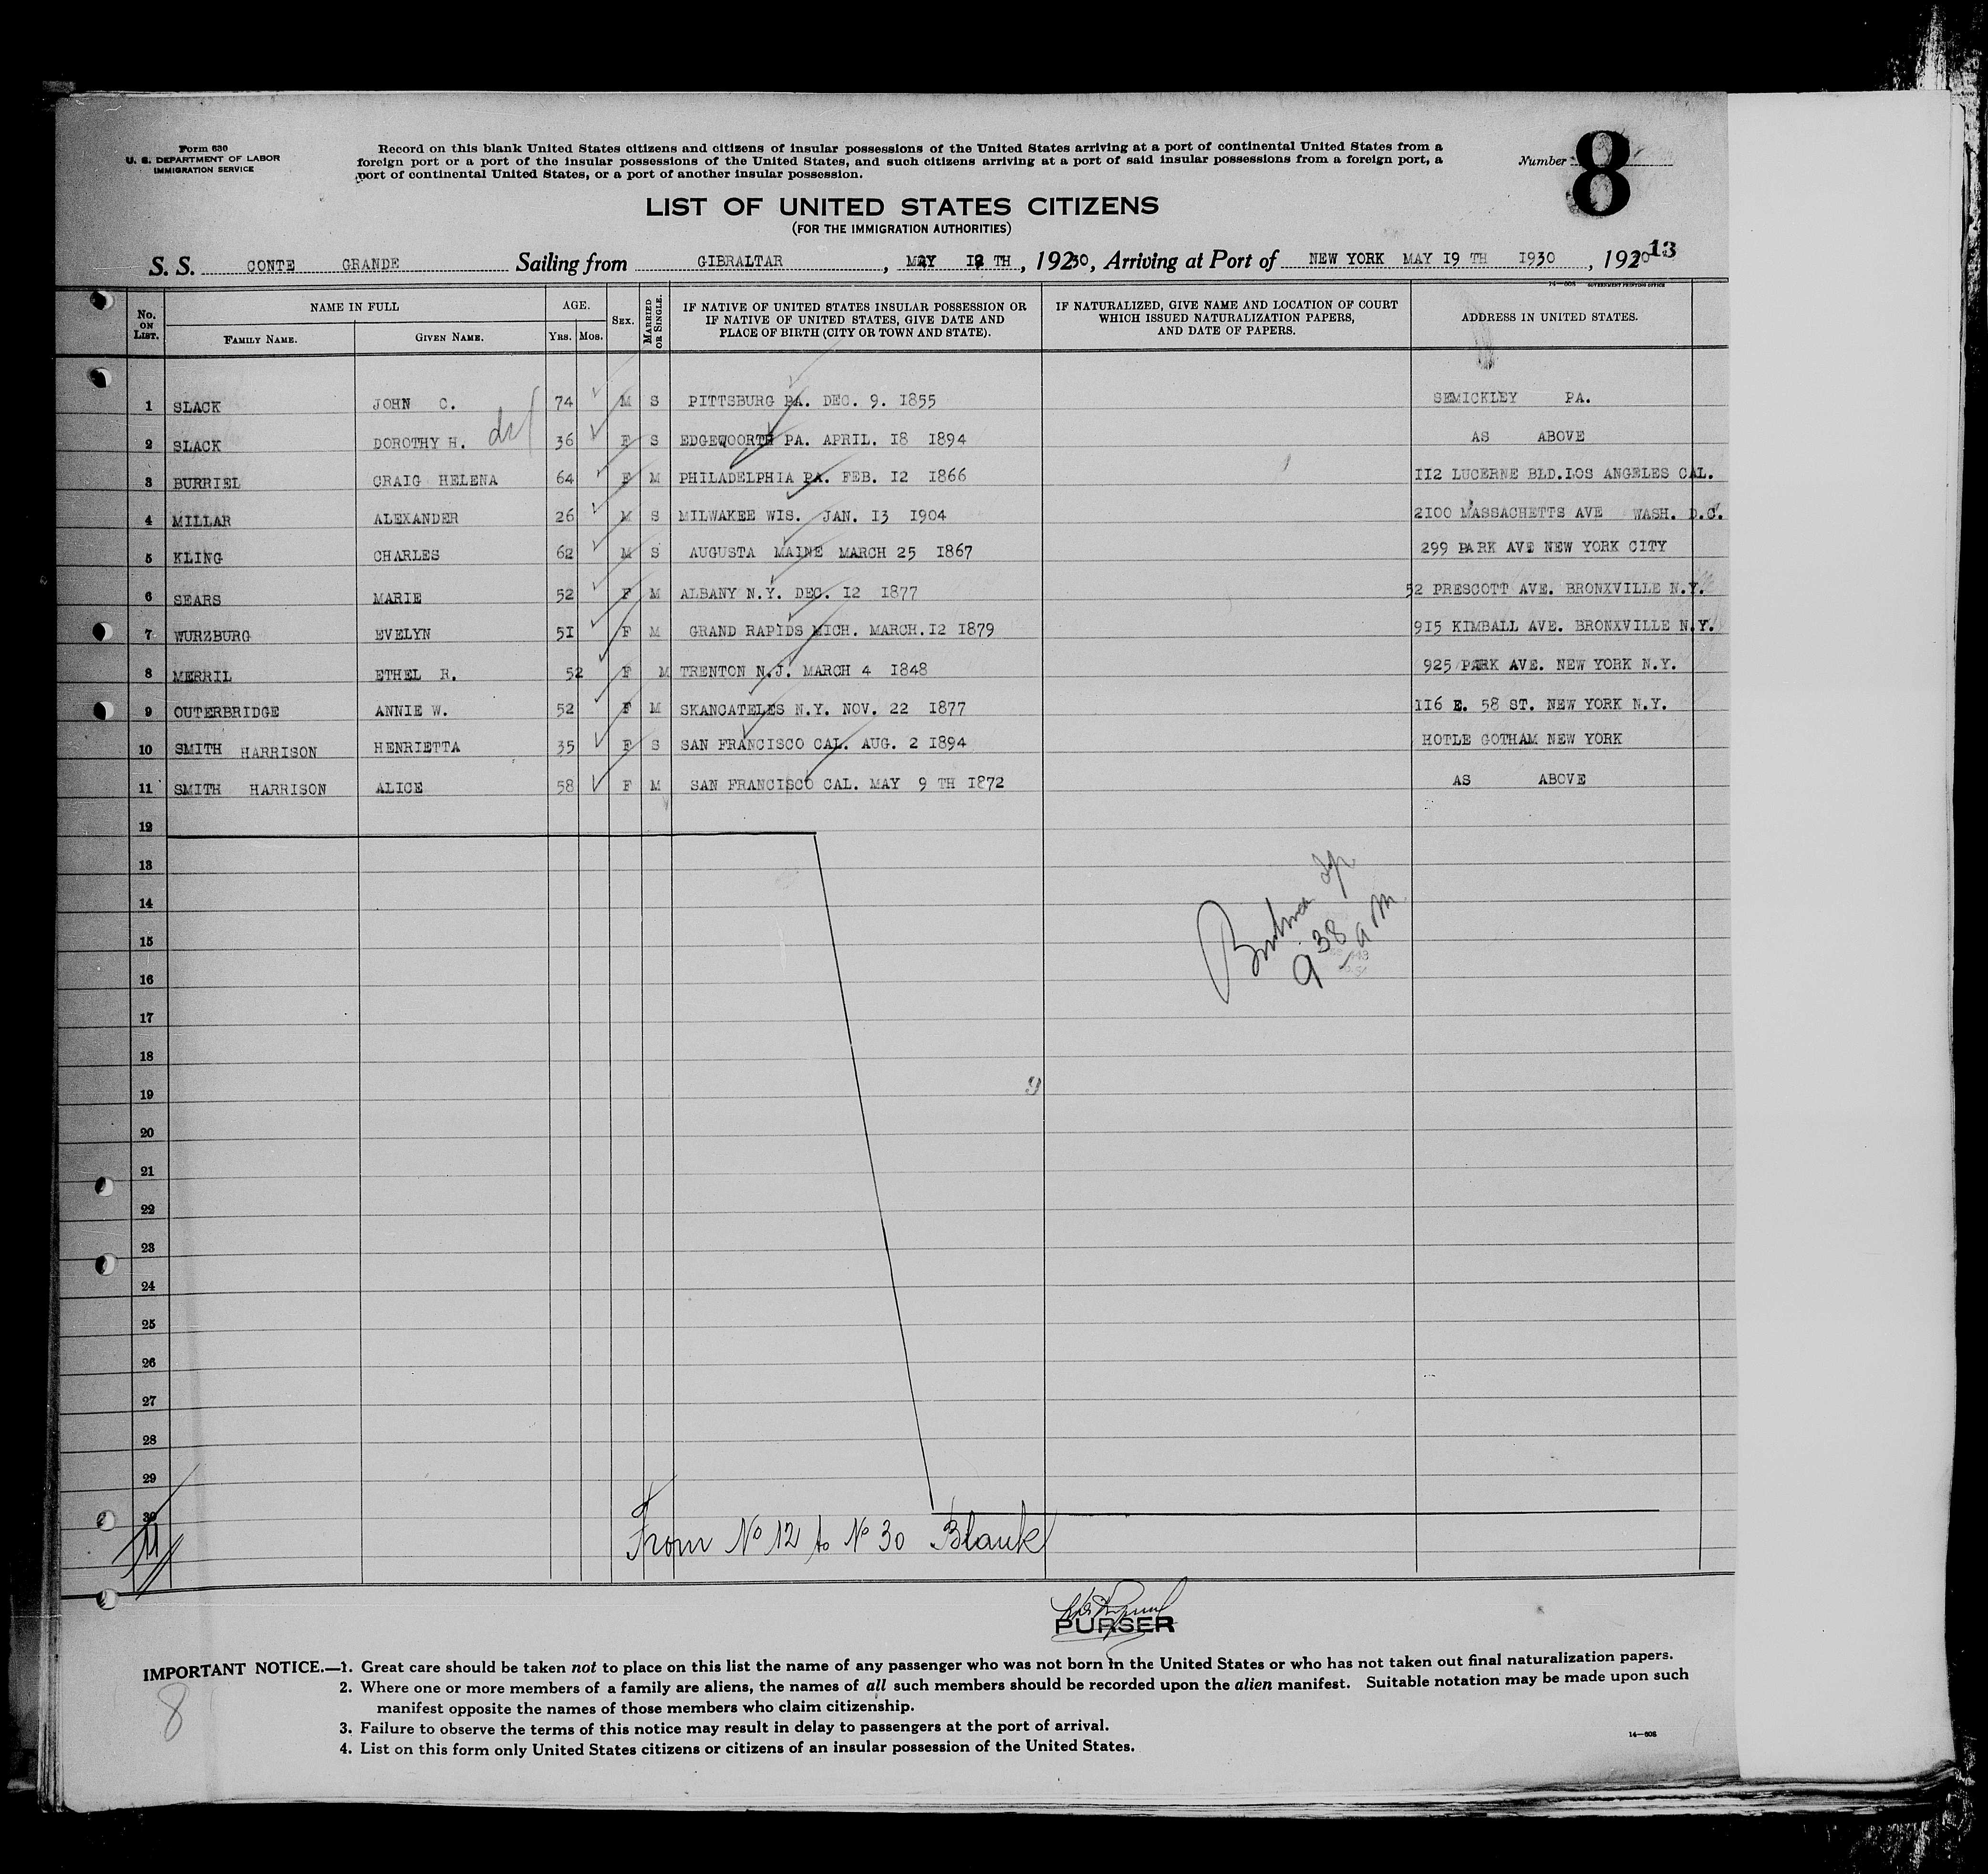 Form 630
U. S. DEPARTMENT OF LABOR
IMMIGRATION SERVICE
Record on this blank United States citizens and citizens of insular possessions of the United States arriving at a port of continental United States from a
foreign port or a port of the insular possessions of the United States, and such citizens arriving at a port of said insular possessions from a foreign port, a
port of continental United States, or a port of another insular possession.
Number 8
LIST OF UNITED STATES CITIZENS
(FOR THE IMMIGRATION AUTHORITIES)
S. S. CONTE GRANDE Sailing from GIBRALTAR, MAY 12 TH, 1930, Arriving at Port of NEW YORK MAY 19 TH 1930, 192 13
14—608 GOVERNMENT PRINTING OFFICE
No. ON LIST. NAME IN FULL AGE. SEX. MARRIED OR SINGLE. IF NATIVE OF UNITED STATES INSULAR POSSESSION OR IF NATIVE OF UNITED STATES, GIVE DATE AND PLACE OF BIRTH (CITY OR TOWN AND STATE). IF NATURALIZED, GIVE NAME AND LOCATION OF COURT WHICH ISSUED NATURALIZATION PAPERS, AND DATE OF PAPERS. ADDRESS IN UNITED STATES.
FAMILY NAME. GIVEN NAME. YRS. MOS.
1 SLACK JOHN C. 74 M S PITTSBURG PA. DEC. 9. 1855 SEMICKLEY PA.
2 SLACK DOROTHY H. 36 F S EDGEWOORTH PA. APRIL. 18 1894 AS ABOVE
3 BURRIEL CRAIG HELENA 64 F M PHILADELPHIA PA. FEB. 12 1866 112 LUCERNE BLD. LOS ANGELES CAL.
4 MILLAR ALEXANDER 26 M S MILWAKEE WIS. JAN. 13 1904 2100 MASSACHETTS AVE WASH. D.C.
5 KLING CHARLES 62 M S AUGUSTA MAINE MARCH 25 1867 299 PARK AVE NEW YORK CITY
6 SEARS MARIE 52 F M ALBANY N.Y. DEC. 12 1877 52 PRESCOTT AVE. BRONXVILLE N.Y.
7 WURZBURG EVELYN 51 F M GRAND RAPIDS MICH. MARCH.12 1879 915 KIMBALL AVE. BRONXVILLE N.Y.
8 MERRIL ETHEL R. 52 F M TRENTON N.J. MARCH 4 1848 925 PARK AVE. NEW YORK N.Y.
9 OUTERBRIDGE ANNIE W. 52 F M SKANCATELES N.Y. NOV. 22 1877 116 E. 58 ST. NEW YORK N.Y.
10 SMITH HARRISON HENRIETTA 35 F S SAN FRANCISCO CAL. AUG. 2 1894 HOTLE GOTHAM NEW YORK
11 SMITH HARRISON ALICE 58 F M SAN FRANCISCO CAL. MAY 9 TH 1872 AS ABOVE
12
13
14
15
9 38 am
16
17
18
19
20
21
22
23
24
25
26
27
28
29
30
11
From No 12 to No 30 Blank
PURSER
IMPORTANT NOTICE.—1. Great care should be taken not to place on this list the name of any passenger who was not born in the United States or who has not taken out final naturalization papers.
2. Where one or more members of a family are aliens, the names of all such members should be recorded upon the alien manifest. Suitable notation may be made upon such
manifest opposite the names of those members who claim citizenship.
3. Failure to observe the terms of this notice may result in delay to passengers at the port of arrival.
4. List on this form only United States citizens or citizens of an insular possession of the United States.
8
14—608